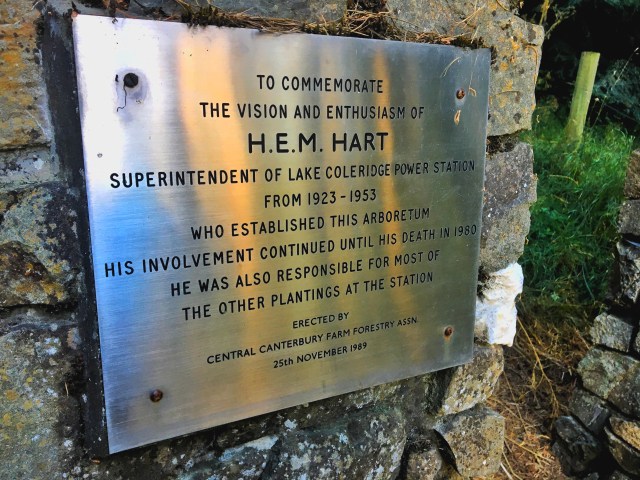 TO COMMEMORATE
THE VISION AND ENTHUSIASM OF
H.E.M. HART
SUPERINTENDENT OF LAKE COLERIDGE POWER STATION
FROM 1923 - 1953
WHO ESTABLISHED THIS ARBORETUM
HIS INVOLVEMENT CONTINUED UNTIL HIS DEATH IN 1980
HE WAS ALSO RESPONSIBLE FOR MOST OF
THE OTHER PLANTINGS AT THE STATION
ERECTED BY
CENTRAL CANTERBURY FARM FORESTRY ASSN.
25th NOVEMBER 1989